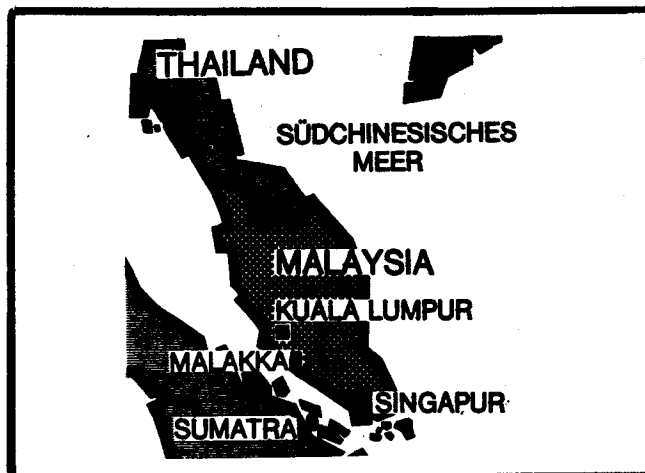 THAILAND
SÜDCHINESISCHES
MEER
MALAYSIA
KUALA LUMPUR
MALAKKA
SINGAPUR
SUMATRA